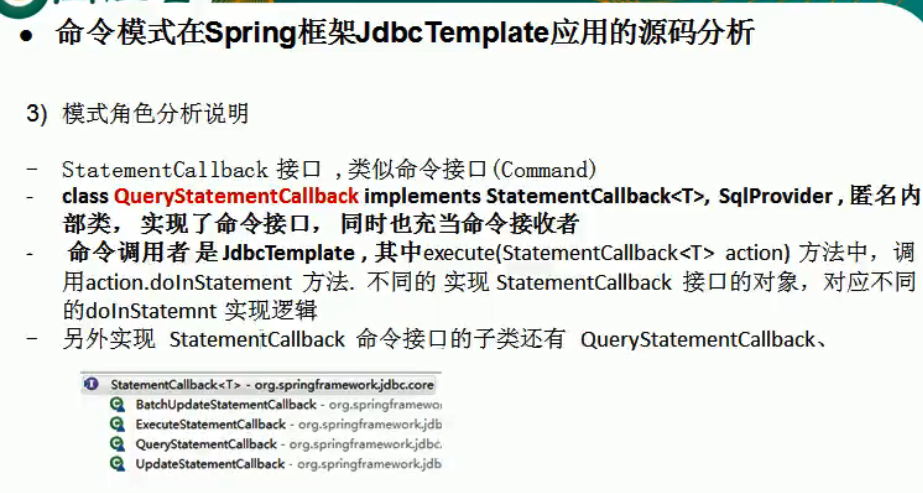 • 命令模式在Spring框架JdbcTemplate应用的源码分析
3) 模式角色分析说明
– StatementCallback 接口 ,类似命令接口(Command)
- class QueryStatementCallback implements StatementCallback<T>, SqlProvider , 匿名内
部类， 实现了命令接口， 同时也充当命令接收者
- 命令调用者 是 JdbcTemplate , 其中execute(StatementCallback<T> action) 方法中，调
用action.doInStatement 方法. 不同的 实现 StatementCallback 接口的对象，对应不同
的doInStatemnt 实现逻辑
– 另外实现 StatementCallback 命令接口的子类还有 QueryStatementCallback、
StatementCallback<T> - org.springframework.jdbc.core
BatchUpdateStatementCallback - org.springframewo
ExecuteStatementCallback - org.springframework.jdb
QueryStatementCallback - org.springframework.jdbc.
UpdateStatementCallback - org.springframework.jdb